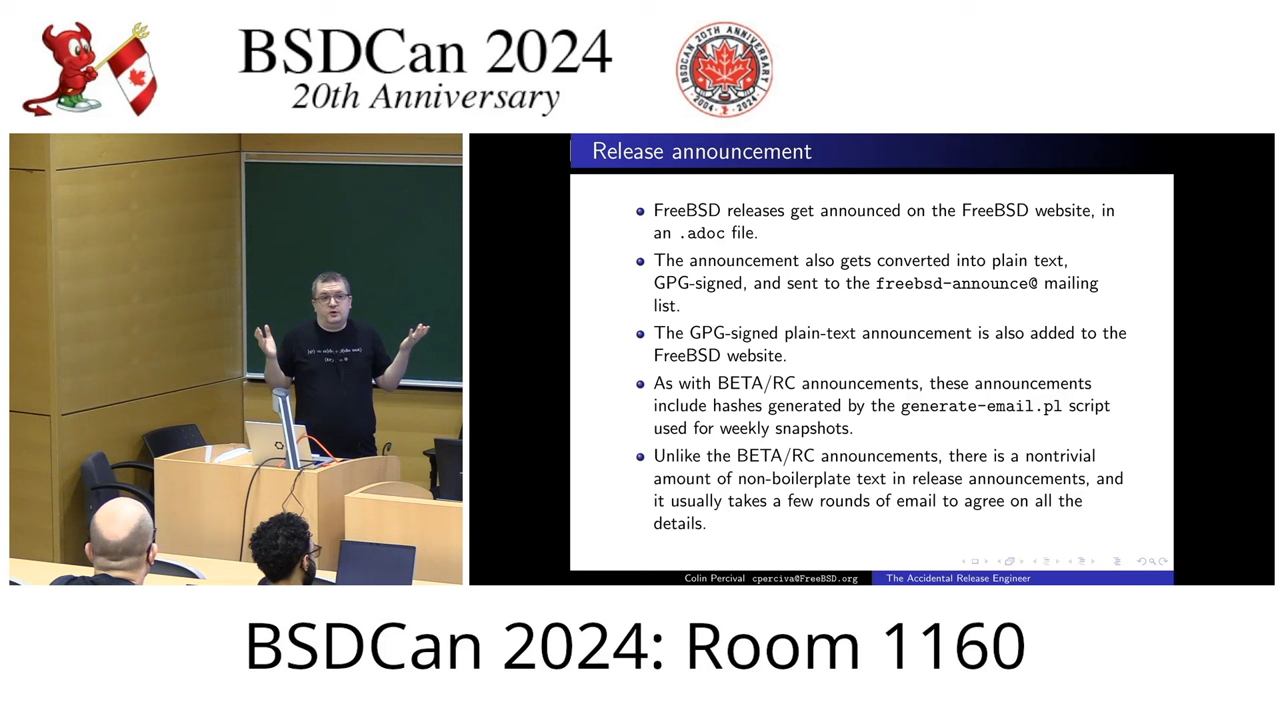 BSDCan 2024
20th Anniversary
BSDCAN 20TH ANNIVERSARY
2004 2024
Release announcement
FreeBSD releases get announced on the FreeBSD website, in
an .adoc file.
The announcement also gets converted into plain text,
GPG-signed, and sent to the freebsd-announce@ mailing
list.
The GPG-signed plain-text announcement is also added to the
FreeBSD website.
As with BETA/RC announcements, these announcements
include hashes generated by the generate-email.pl script
used for weekly snapshots.
Unlike the BETA/RC announcements, there is a nontrivial
amount of non-boilerplate text in release announcements, and
it usually takes a few rounds of email to agree on all the
details.
Colin Percival cperciva@FreeBSD.org
The Accidental Release Engineer
BSDCan 2024: Room 1160